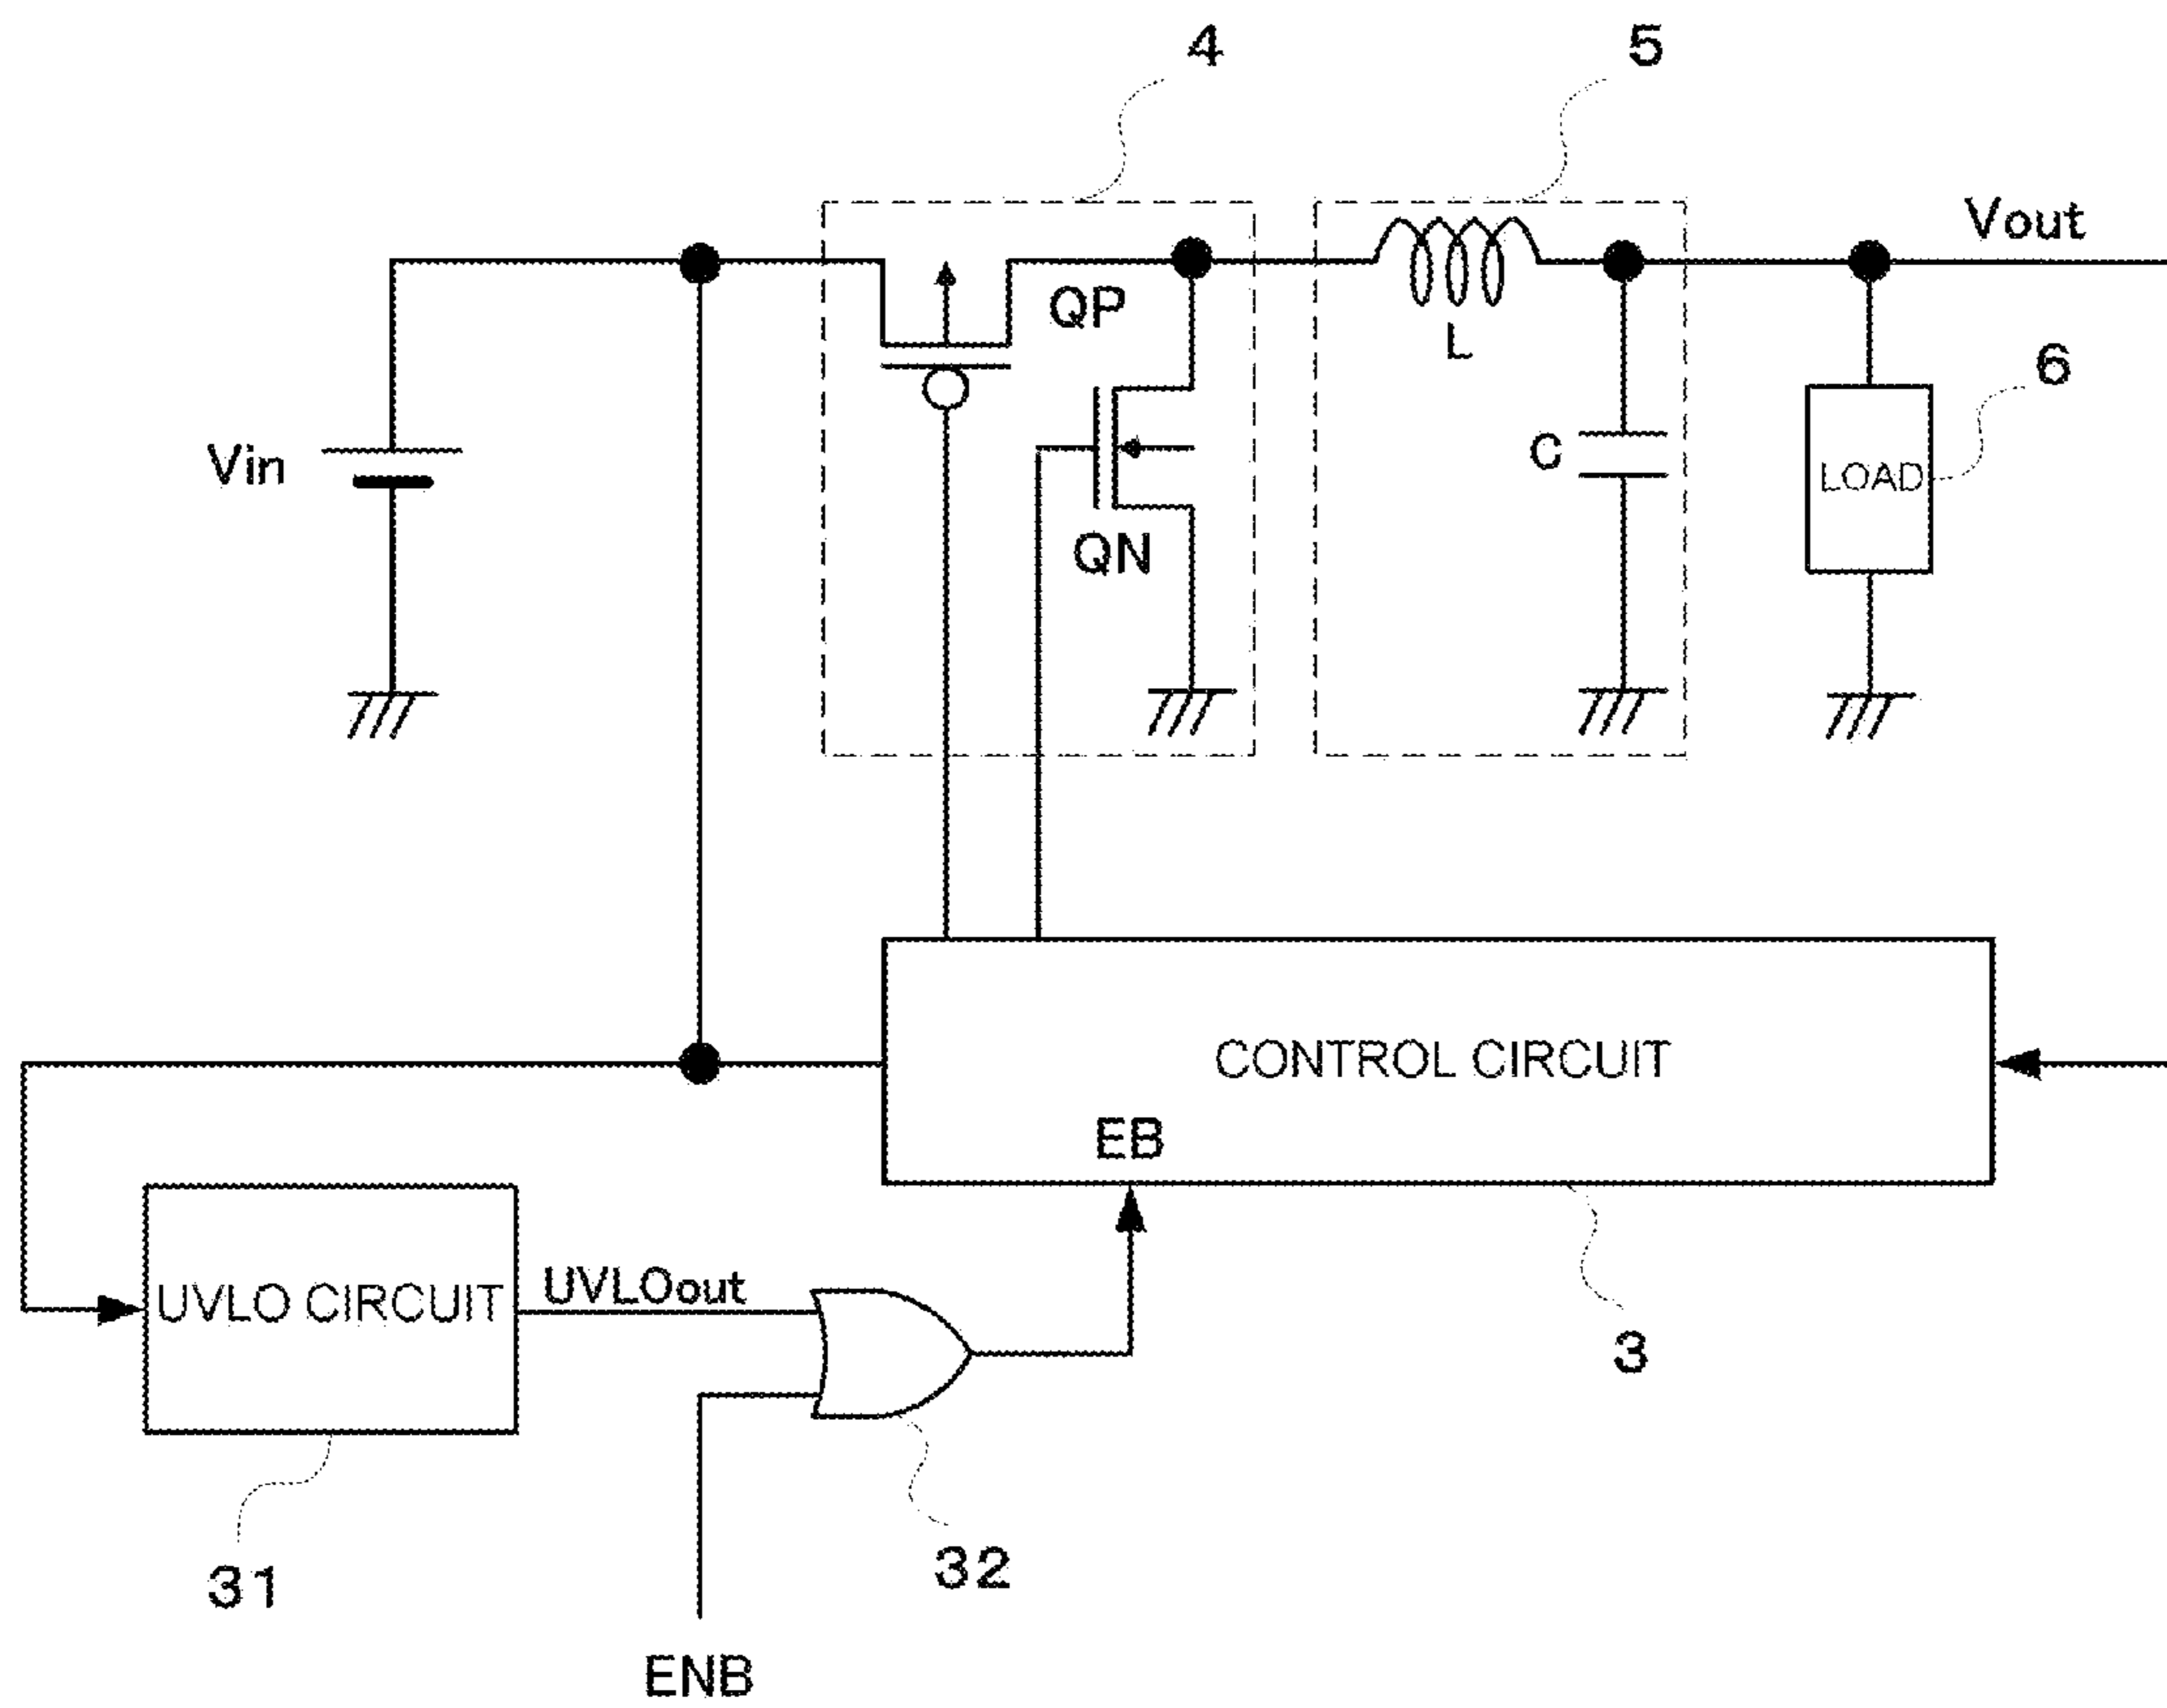 4
5
Vout
QP
L
6
Vin
C
LOAD
QN
CONTROL CIRCUIT
EB
UVLO CIRCUIT
UVLOout
3
31
32
ENB